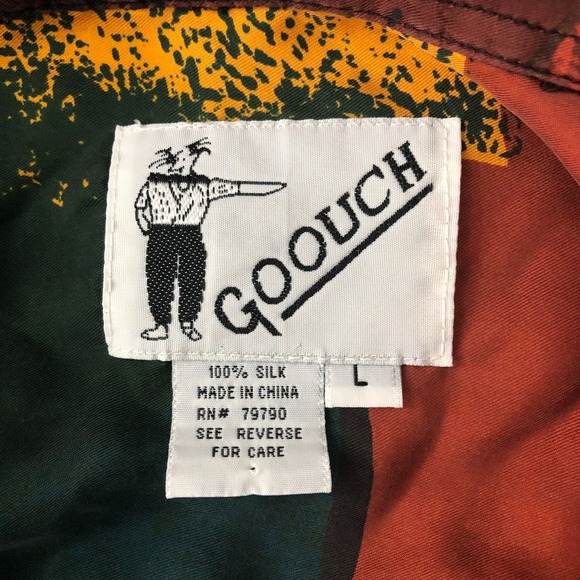 GOOUCH
L
100% SILK
MADE IN CHINA
RN# 79790
SEE REVERSE
FOR CARE